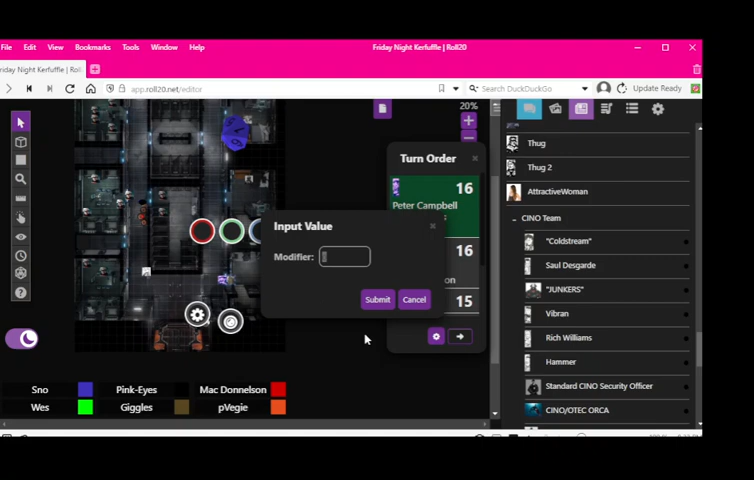 File Edit View Bookmarks Tools Window Help
Friday Night Kerfuffle | Roll20
Friday Night Kerfuffle | Roll
app.roll20.net/editor
Search DuckDuckGo
Update Ready
20%
Turn Order
16
Peter Campbell
16
15
Input Value
Modifier:
Submit Cancel
Thug
Thug 2
AttractiveWoman
CINO Team
"Coldstream"
Saul Desgarde
"JUNKERS"
Vibran
Rich Williams
Hammer
Standard CINO Security Officer
CINO/OTEC ORCA
Sno Pink-Eyes Mac Donnelson
Wes Giggles pVegie